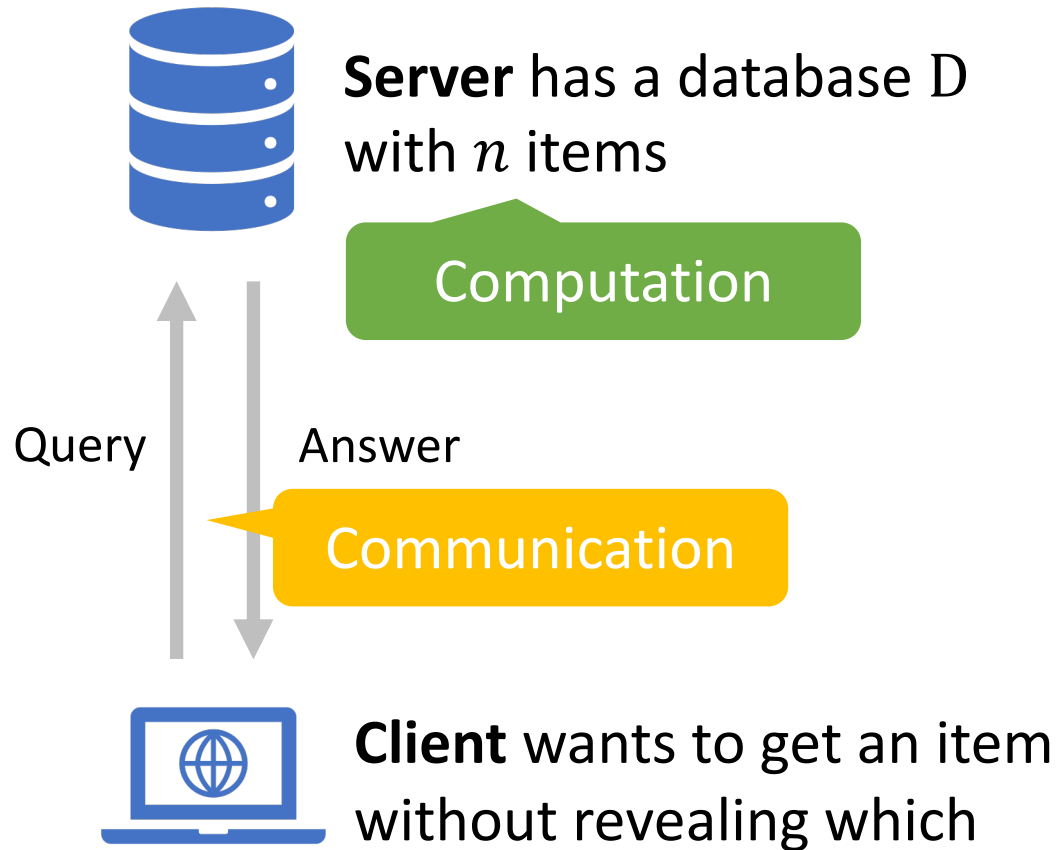 Server has a database D
with n items
Computation
Query
Answer
Communication
Client wants to get an item
without revealing which